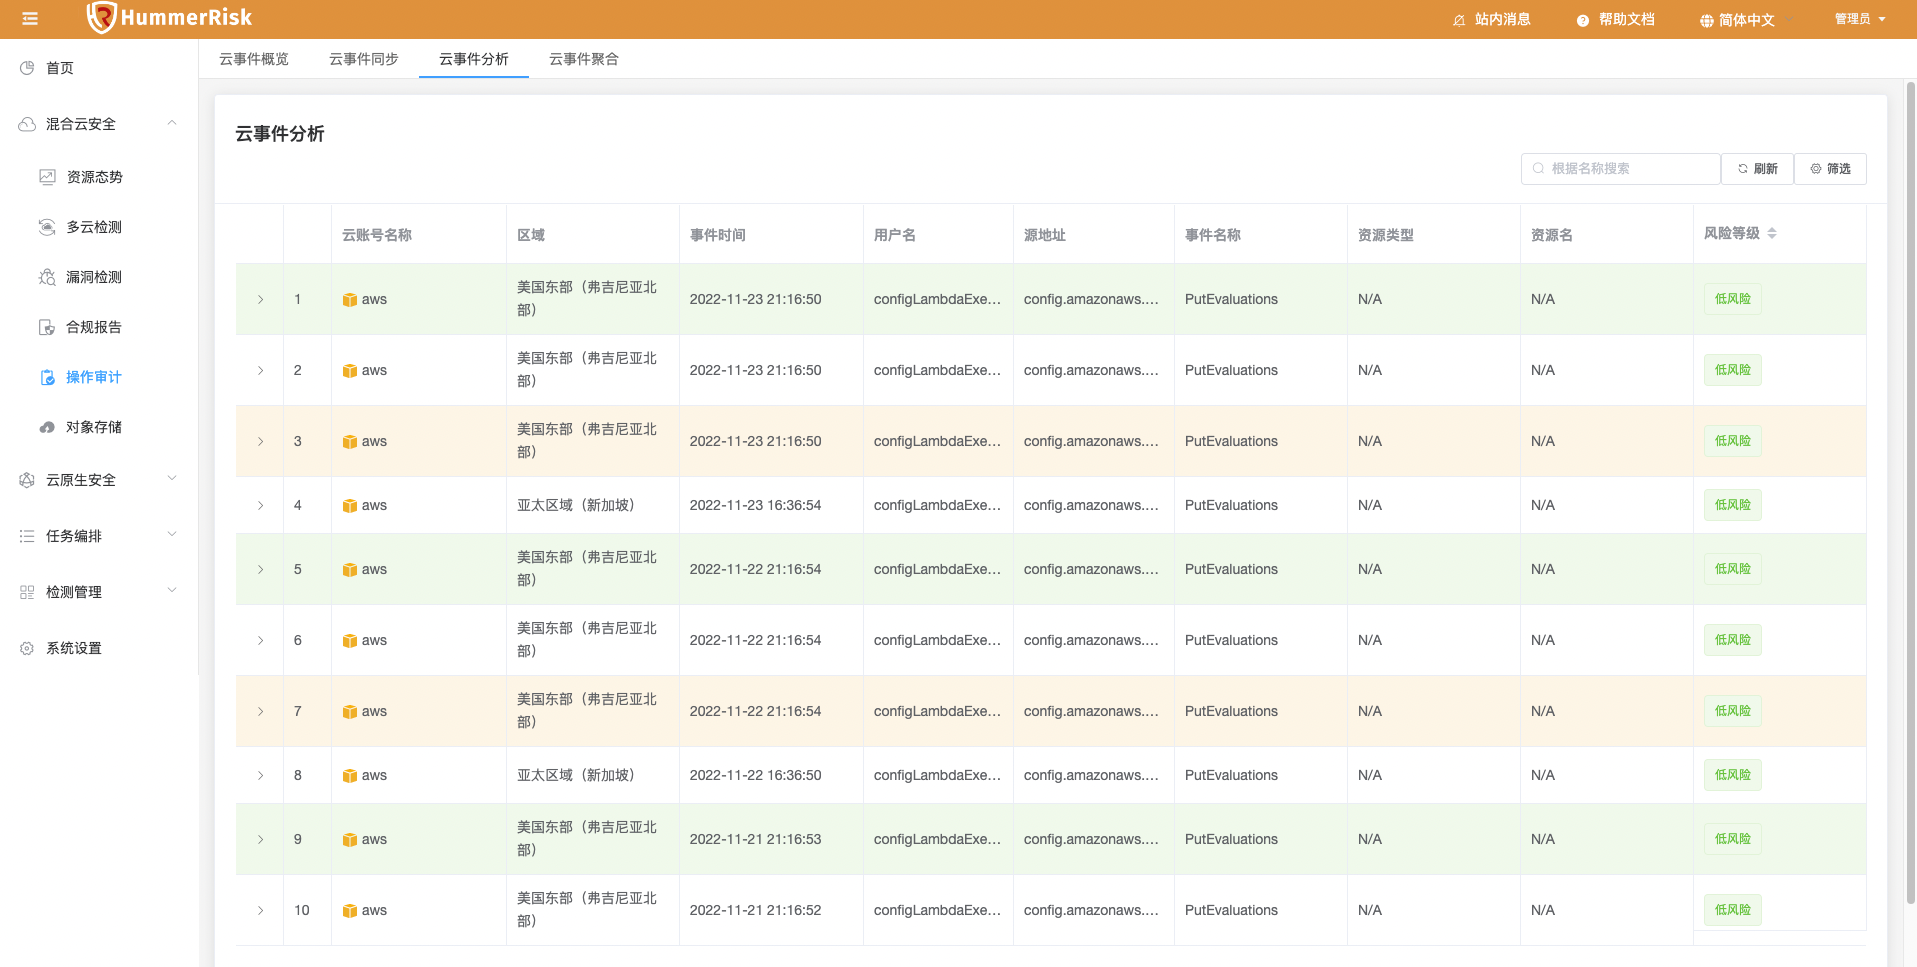 HummerRisk
站内消息
帮助文档
简体中文
管理员
首页
混合云安全
资源态势
多云检测
漏洞检测
合规报告
操作审计
对象存储
云原生安全
任务编排
检测管理
系统设置
云事件概览 云事件同步 云事件分析 云事件聚合
云事件分析
根据名称搜索 刷新 筛选
云账号名称 区域 事件时间 用户名 源地址 事件名称 资源类型 资源名 风险等级
1 aws 美国东部（弗吉尼亚北部） 2022-11-23 21:16:50 configLambdaExe... config.amazonaws.... PutEvaluations N/A N/A 低风险
2 aws 美国东部（弗吉尼亚北部） 2022-11-23 21:16:50 configLambdaExe... config.amazonaws.... PutEvaluations N/A N/A 低风险
3 aws 美国东部（弗吉尼亚北部） 2022-11-23 21:16:50 configLambdaExe... config.amazonaws.... PutEvaluations N/A N/A 低风险
4 aws 亚太区域（新加坡） 2022-11-23 16:36:54 configLambdaExe... config.amazonaws.... PutEvaluations N/A N/A 低风险
5 aws 美国东部（弗吉尼亚北部） 2022-11-22 21:16:54 configLambdaExe... config.amazonaws.... PutEvaluations N/A N/A 低风险
6 aws 美国东部（弗吉尼亚北部） 2022-11-22 21:16:54 configLambdaExe... config.amazonaws.... PutEvaluations N/A N/A 低风险
7 aws 美国东部（弗吉尼亚北部） 2022-11-22 21:16:54 configLambdaExe... config.amazonaws.... PutEvaluations N/A N/A 低风险
8 aws 亚太区域（新加坡） 2022-11-22 16:36:50 configLambdaExe... config.amazonaws.... PutEvaluations N/A N/A 低风险
9 aws 美国东部（弗吉尼亚北部） 2022-11-21 21:16:53 configLambdaExe... config.amazonaws.... PutEvaluations N/A N/A 低风险
10 aws 美国东部（弗吉尼亚北部） 2022-11-21 21:16:52 configLambdaExe... config.amazonaws.... PutEvaluations N/A N/A 低风险